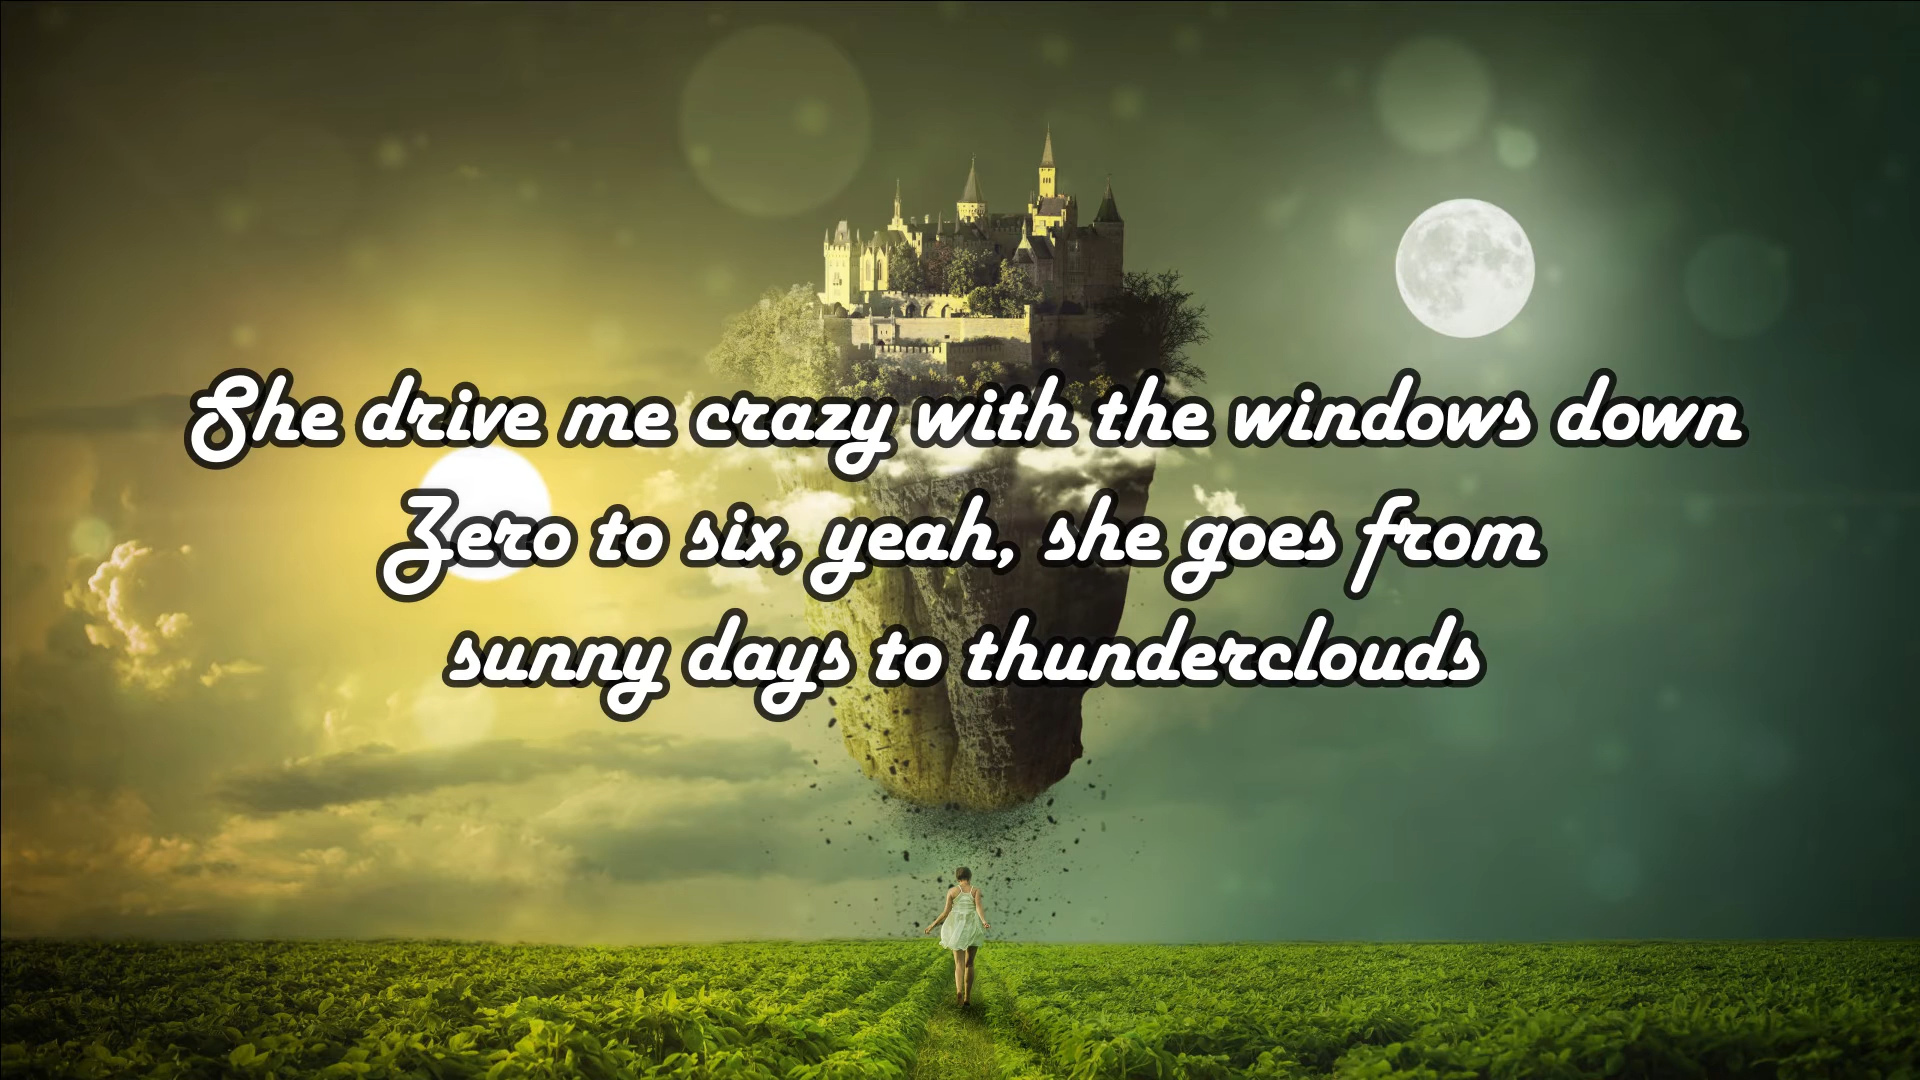 She drive me crazy with the windows down
Zero to six, yeah, she goes from
sunny days to thunderclouds